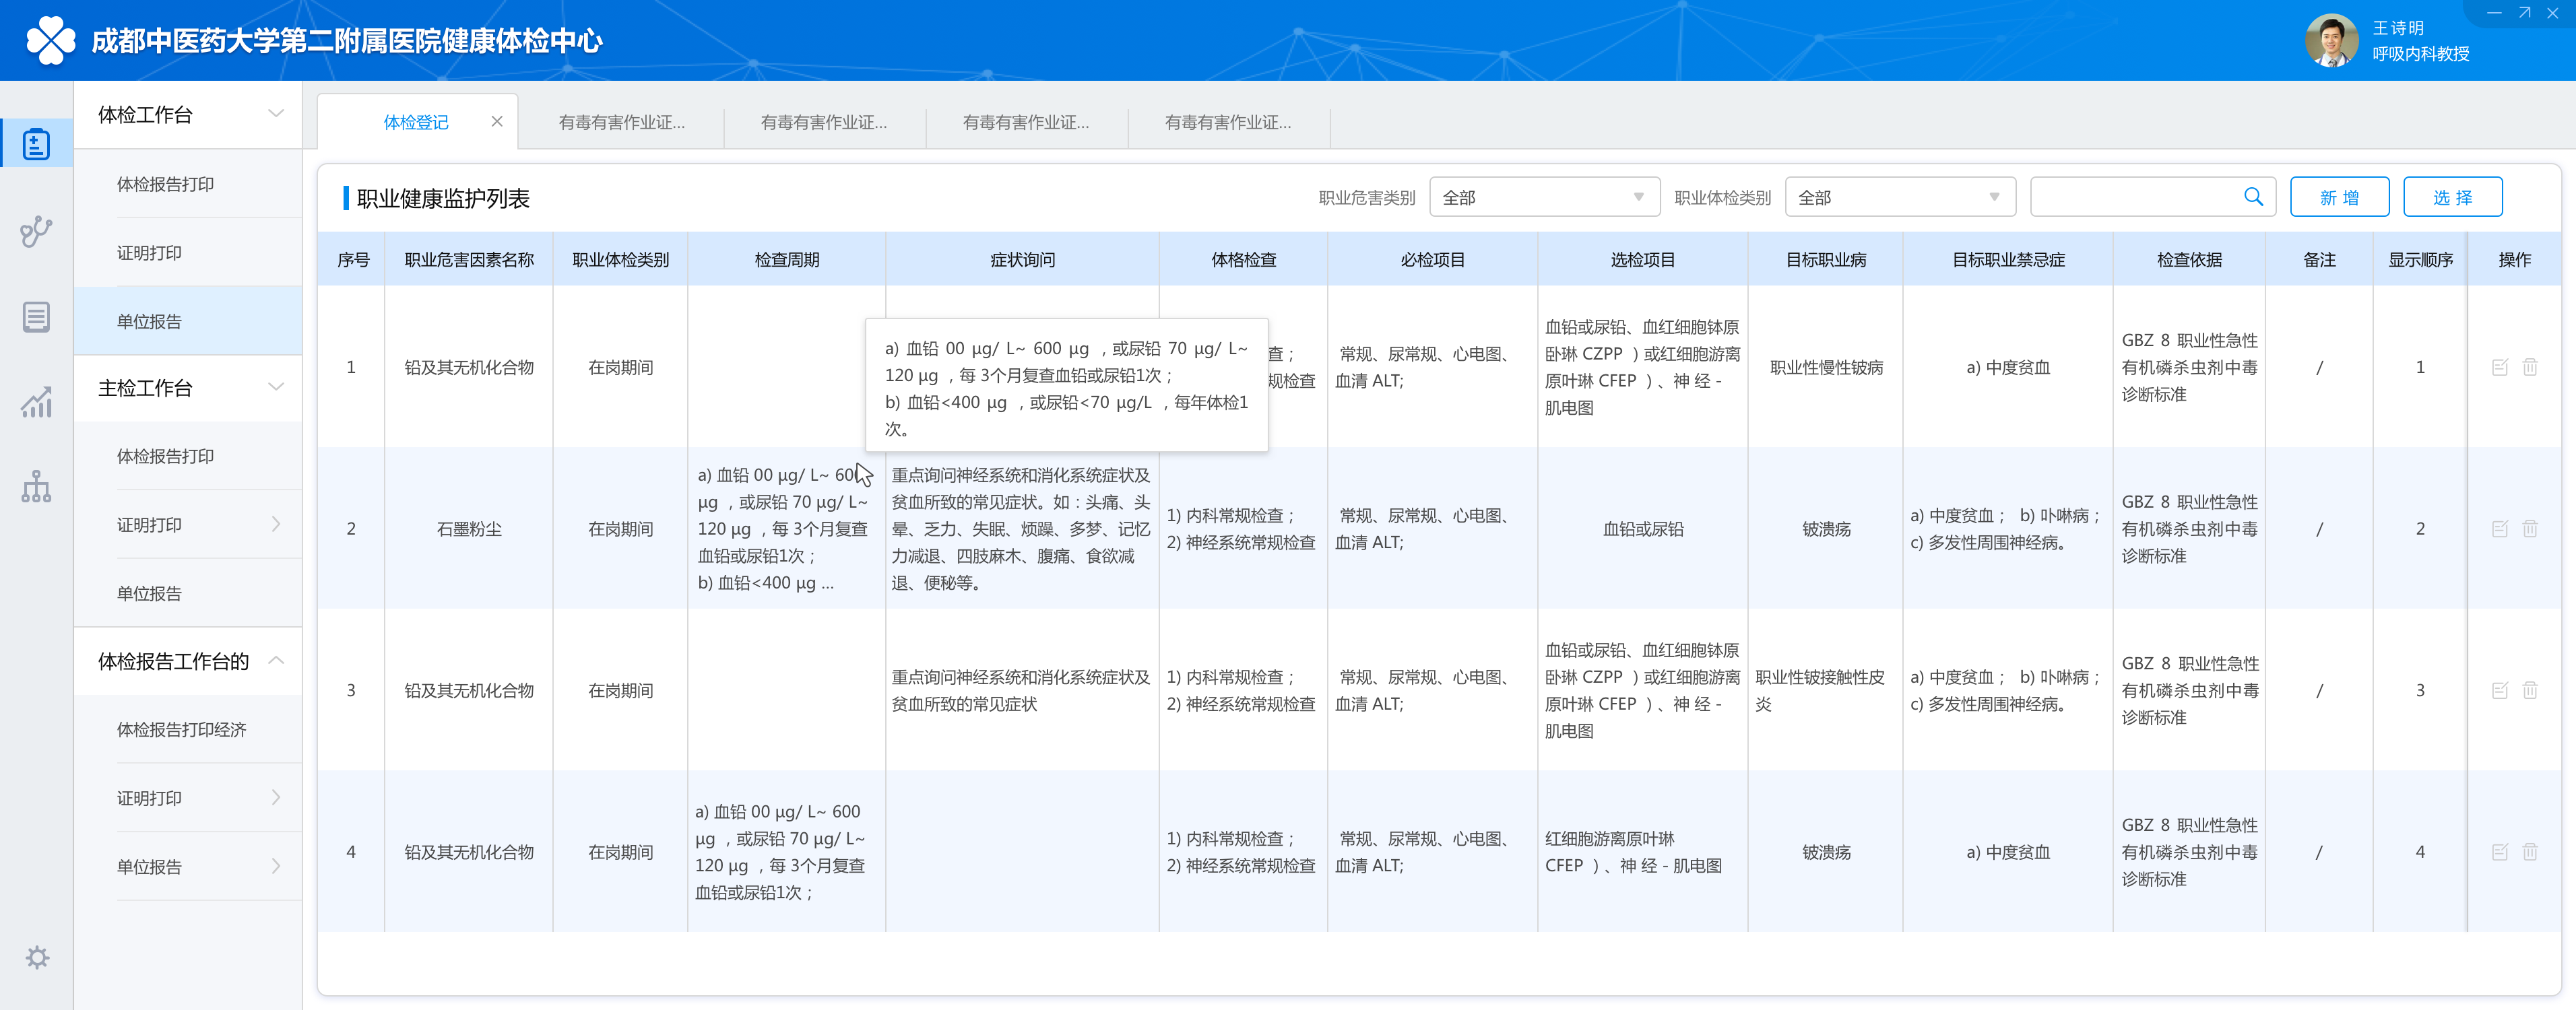 成都中医药大学第二附属医院健康体检中心
王诗明
呼吸内科教授
体检工作台
体检报告打印
证明打印
单位报告
主检工作台
体检报告打印
证明打印
单位报告
体检报告工作台的
体检报告打印经济
证明打印
单位报告
体检登记
有毒有害作业证...
有毒有害作业证...
有毒有害作业证...
有毒有害作业证...
职业健康监护列表
职业危害类别 全部
职业体检类别 全部
新 增
选 择
序号 职业危害因素名称 职业体检类别 检查周期 症状询问 体格检查 必检项目 选检项目 目标职业病 目标职业禁忌症 检查依据 备注 显示顺序 操作
1
铅及其无机化合物
在岗期间
a) 血铅 00 μg/ L~ 600 μg ，或尿铅 70 μg/ L~
120 μg ，每 3个月复查血铅或尿铅1次；
b) 血铅<400 μg ，或尿铅<70 μg/L ，每年体检1
次。
查；
规检查
常规、尿常规、心电图、
血清 ALT;
血铅或尿铅、血红细胞钵原
卧琳 CZPP ）或红细胞游离
原叶琳 CFEP ）、神 经 -
肌电图
职业性慢性铍病
a) 中度贫血
GBZ 8 职业性急性
有机磷杀虫剂中毒
诊断标准
/
1
2
石墨粉尘
在岗期间
a) 血铅 00 μg/ L~ 60
μg ，或尿铅 70 μg/ L~
120 μg ，每 3个月复查
血铅或尿铅1次；
b) 血铅<400 μg ...
重点询问神经系统和消化系统症状及
贫血所致的常见症状。如：头痛、头
晕、乏力、失眠、烦躁、多梦、记忆
力减退、四肢麻木、腹痛、食欲减
退、便秘等。
1) 内科常规检查；
2) 神经系统常规检查
常规、尿常规、心电图、
血清 ALT;
血铅或尿铅
铍溃疡
a) 中度贫血； b) 卟啉病；
c) 多发性周围神经病。
GBZ 8 职业性急性
有机磷杀虫剂中毒
诊断标准
/
2
3
铅及其无机化合物
在岗期间
重点询问神经系统和消化系统症状及
贫血所致的常见症状
1) 内科常规检查；
2) 神经系统常规检查
常规、尿常规、心电图、
血清 ALT;
血铅或尿铅、血红细胞钵原
卧琳 CZPP ）或红细胞游离
原叶琳 CFEP ）、神 经 -
肌电图
职业性铍接触性皮
炎
a) 中度贫血； b) 卟啉病；
c) 多发性周围神经病。
GBZ 8 职业性急性
有机磷杀虫剂中毒
诊断标准
/
3
4
铅及其无机化合物
在岗期间
a) 血铅 00 μg/ L~ 600
μg ，或尿铅 70 μg/ L~
120 μg ，每 3个月复查
血铅或尿铅1次；
1) 内科常规检查；
2) 神经系统常规检查
常规、尿常规、心电图、
血清 ALT;
红细胞游离原叶琳
CFEP ）、神 经 - 肌电图
铍溃疡
a) 中度贫血
GBZ 8 职业性急性
有机磷杀虫剂中毒
诊断标准
/
4